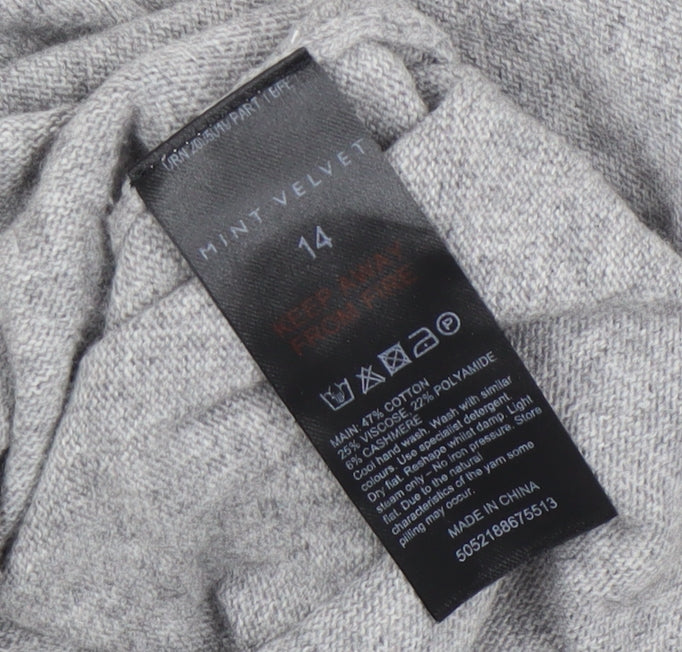 MINT VELVET
14
KEEP AWAY
FROM FIRE
P
MAIN: 47% COTTON
25% VISCOSE, 22% POLYAMIDE
6% CASHMERE
Cool hand wash. Wash with similar
colours. Use specialist detergent.
Dry flat. Reshape whilst damp. Light
steam only - No iron pressure. Store
flat. Due to the natural
characteristics of the yarn some
pilling may occur.
MADE IN CHINA
5052188675513